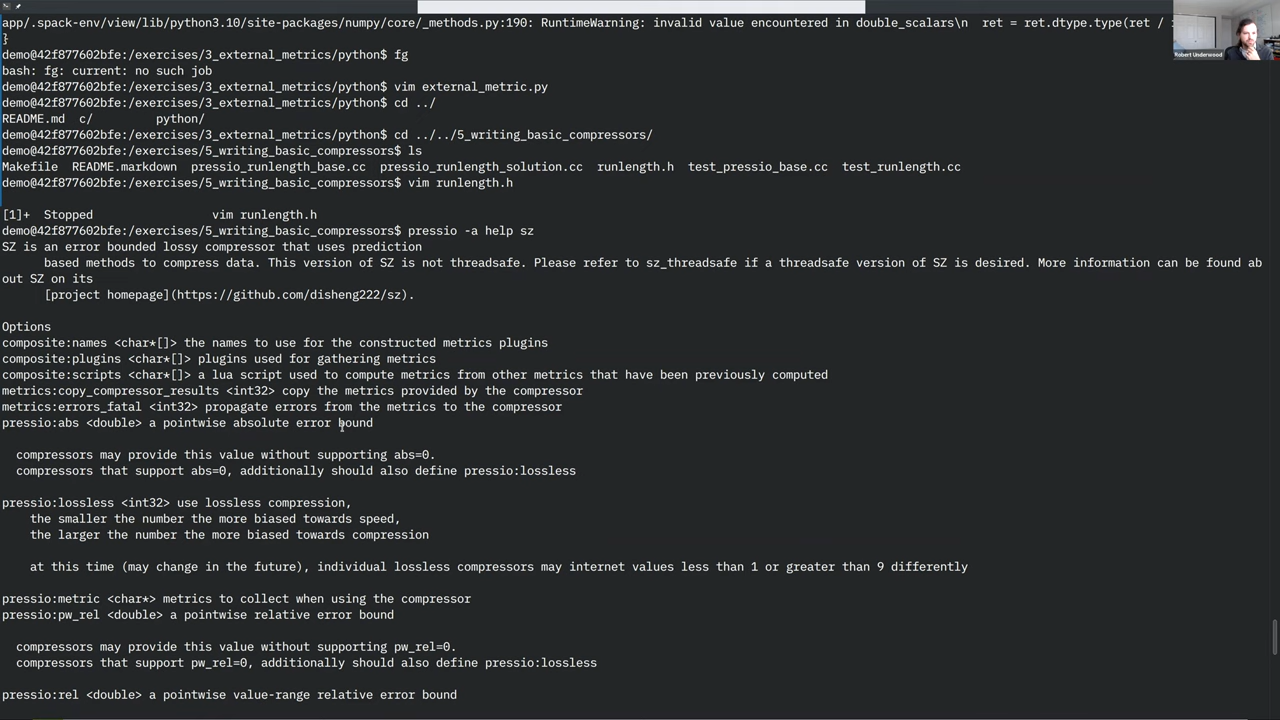 app/.spack-env/view/lib/python3.10/site-packages/numpy/core/_methods.py:190: RuntimeWarning: invalid value encountered in double_scalars\n  ret = ret.dtype.type(ret /
}
demo@42f877602bfe:/exercises/3_external_metrics/python$ fg
bash: fg: current: no such job
demo@42f877602bfe:/exercises/3_external_metrics/python$ vim external_metric.py
demo@42f877602bfe:/exercises/3_external_metrics/python$ cd ../
README.md  c/         python/
demo@42f877602bfe:/exercises/3_external_metrics/python$ cd ../../5_writing_basic_compressors/
demo@42f877602bfe:/exercises/5_writing_basic_compressors$ ls
Makefile  README.markdown  pressio_runlength_base.cc  pressio_runlength_solution.cc  runlength.h  test_pressio_base.cc  test_runlength.cc
demo@42f877602bfe:/exercises/5_writing_basic_compressors$ vim runlength.h
[1]+  Stopped                 vim runlength.h
demo@42f877602bfe:/exercises/5_writing_basic_compressors$ pressio -a help sz
SZ is an error bounded lossy compressor that uses prediction
      based methods to compress data. This version of SZ is not threadsafe. Please refer to sz_threadsafe if a threadsafe version of SZ is desired. More information can be found ab
out SZ on its
      [project homepage](https://github.com/disheng222/sz).
Options
composite:names <char*[]> the names to use for the constructed metrics plugins
composite:plugins <char*[]> plugins used for gathering metrics
composite:scripts <char*[]> a lua script used to compute metrics from other metrics that have been previously computed
metrics:copy_compressor_results <int32> copy the metrics provided by the compressor
metrics:errors_fatal <int32> propagate errors from the metrics to the compressor
pressio:abs <double> a pointwise absolute error bound
  compressors may provide this value without supporting abs=0.
  compressors that support abs=0, additionally should also define pressio:lossless
pressio:lossless <int32> use lossless compression,
    the smaller the number the more biased towards speed,
    the larger the number the more biased towards compression
    at this time (may change in the future), individual lossless compressors may internet values less than 1 or greater than 9 differently
pressio:metric <char*> metrics to collect when using the compressor
pressio:pw_rel <double> a pointwise relative error bound
  compressors may provide this value without supporting pw_rel=0.
  compressors that support pw_rel=0, additionally should also define pressio:lossless
pressio:rel <double> a pointwise value-range relative error bound
Robert Underwood